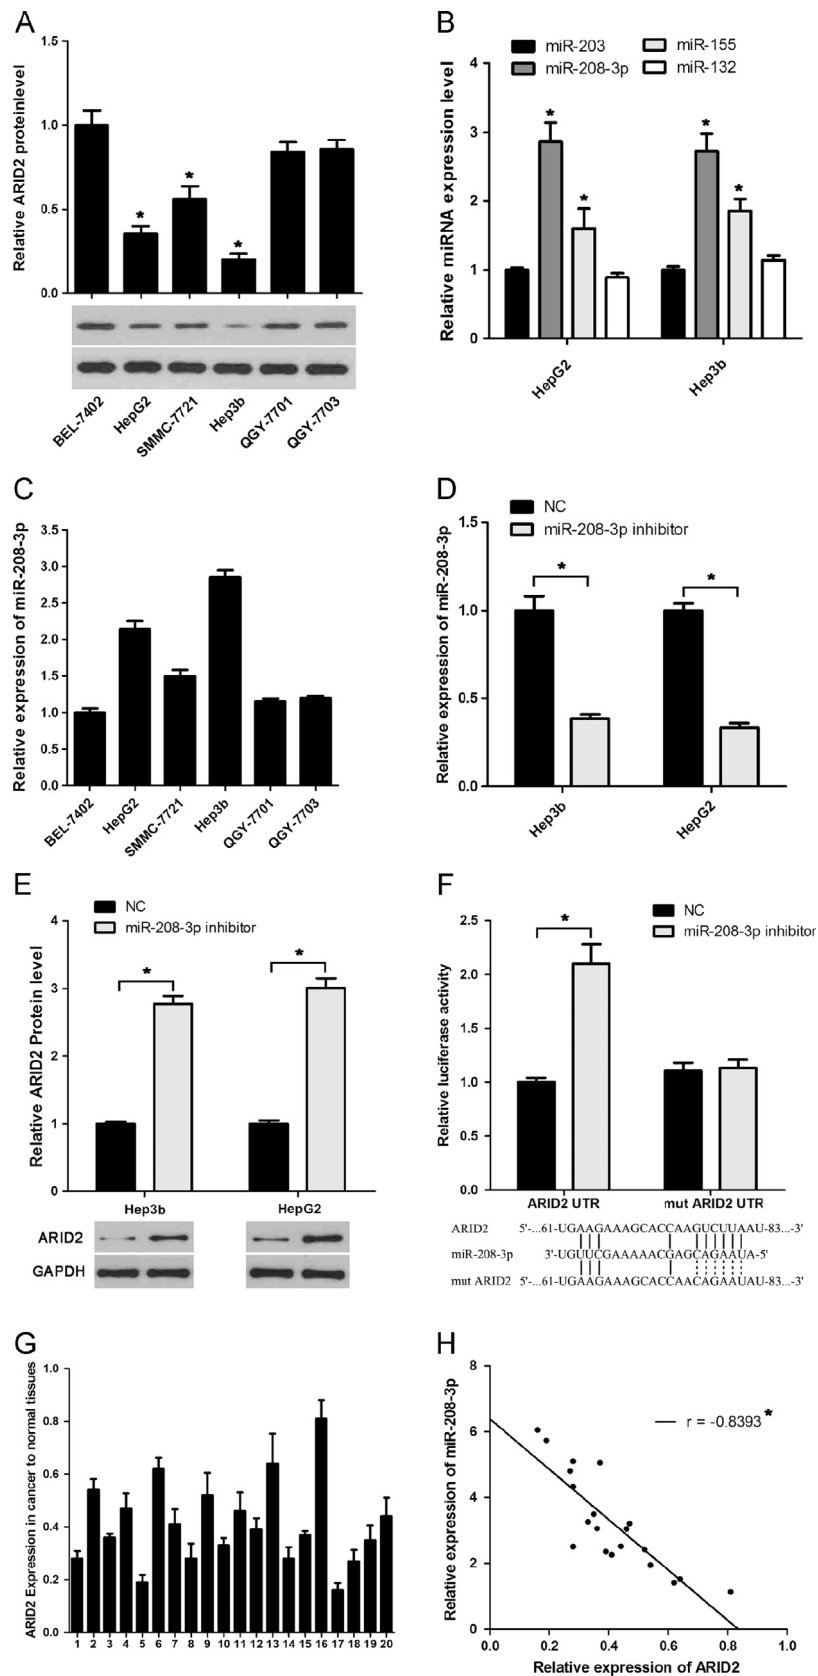 A
Relative ARID2 proteinlevel
1.5
1.0
0.5
0.0
*
*
*
BEL-7402
HepG2
SMMC-7721
Hep3b
QGY-7701
QGY-7703
B
miR-203
miR-155
miR-208-3p
miR-132
Relative miRNA expression level
4
3
2
1
0
*
*
*
*
HepG2
Hep3b
C
Relative expression of miR-208-3p
3.5
3.0
2.5
2.0
1.5
1.0
0.5
0.0
BEL-7402
HepG2
SMMC-7721
Hep3b
QGY-7701
QGY-7703
D
NC
miR-208-3p inhibitor
Relative expression of miR-208-3p
1.5
1.0
0.5
0.0
*
*
Hep3b
HepG2
E
NC
miR-208-3p inhibitor
Relative ARID2 Protein level
4
3
2
1
0
*
*
Hep3b
HepG2
ARID2
GAPDH
F
NC
miR-208-3p inhibitor
Relative luciferase activity
2.5
2.0
1.5
1.0
0.5
0.0
*
ARID2 UTR
mut ARID2 UTR
ARID2 5'-...61-UGAAGAAAGCACCAAGUCUUAAU-83...-3'
miR-208-3p 3'-UGUUCGAAAAACGAGCAGAAUA-5'
mut ARID2 5'-...61-UGAAGAAAGCACCAACAGAAUAU-83...-3'
G
ARID2 Expression in cancer to normal tissues
1.0
0.8
0.6
0.4
0.2
0.0
1 2 3 4 5 6 7 8 9 10 11 12 13 14 15 16 17 18 19 20
H
Relative expression of miR-208-3p
8
6
4
2
0
r = -0.8393 *
0.0 0.2 0.4 0.6 0.8 1.0
Relative expression of ARID2